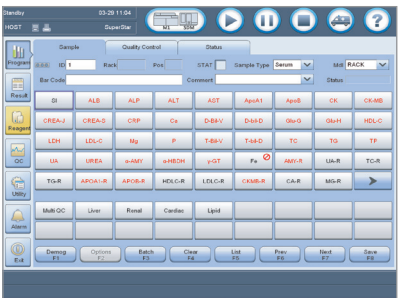 Standby 03-29 11:04
HOST SuperStar M1 30M
Sample Quality Control Status
Program ID 1 Rack Pos STAT Sample Type Serum Mdl RACK
Bar Code Comment Status
Result
SI ALB ALP ALT AST ApoA1 ApoB CK CK-MB
Reagent CREA-J CREA-S CRP Ca D-Bil-V D-bil-D Glu-G Glu-H HDL-C
LDH LDL-C Mg P T-Bil-V T-bil-D TC TG TP
UA UREA α-AMY α-HBDH γ-GT Fe AMY-R UA-R TC-R
Utility TG-R APOA1-R APOB-R HDLC-R LDLC-R CKMB-R CA-R MG-R
Alarm Multi QC Liver Renal Cardiac Lipid
Exit Demog Options Batch Clear List Prev Next Save
F1 F2 F3 F4 F5 F6 F7 F8